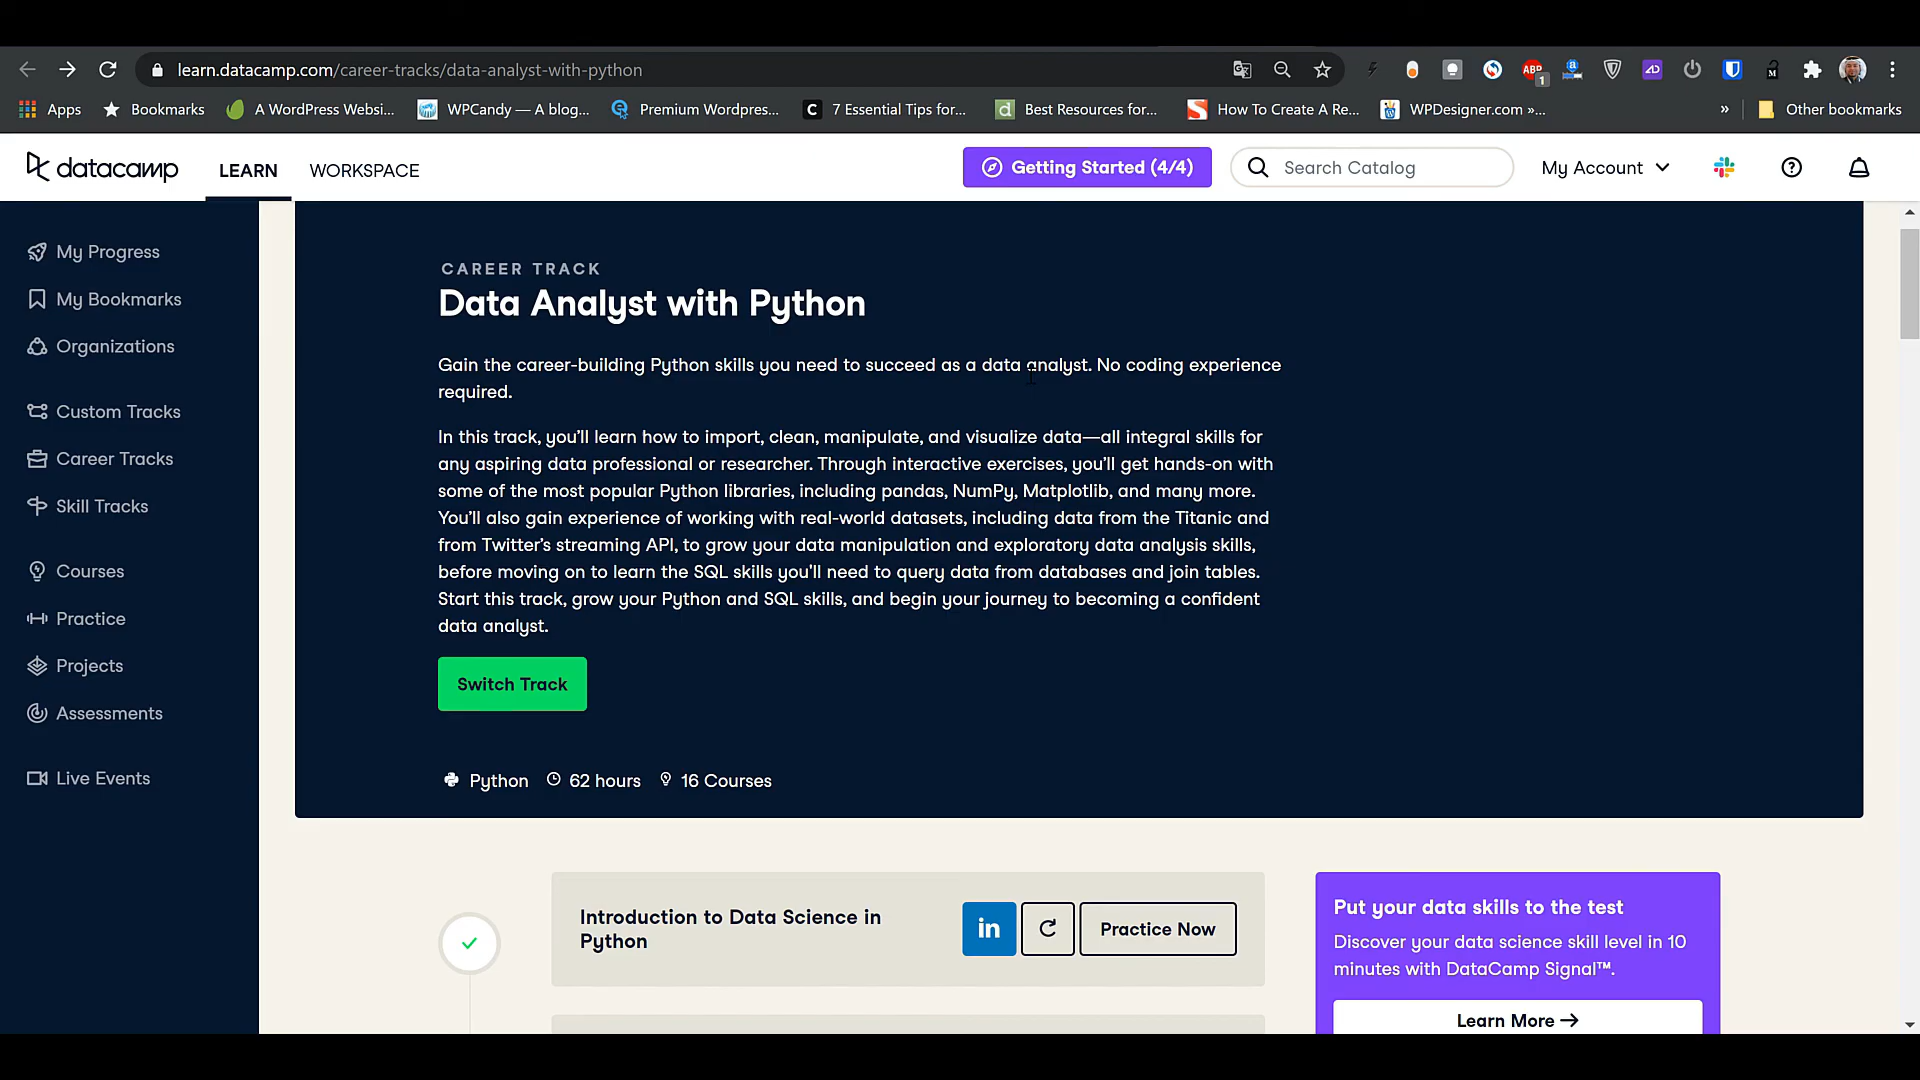 learn.datacamp.com/career-tracks/data-analyst-with-python
ABP
1
a
AD
M
Apps
Bookmarks
A WordPress Websi...
WPCandy — A blog...
Premium Wordpres...
C
7 Essential Tips for...
d
Best Resources for...
S
How To Create A Re...
WPDesigner.com »...
»
Other bookmarks
datacamp
LEARN
WORKSPACE
Getting Started (4/4)
Search Catalog
My Account
My Progress
My Bookmarks
Organizations
Custom Tracks
Career Tracks
Skill Tracks
Courses
Practice
Projects
Assessments
Live Events
CAREER TRACK
Data Analyst with Python
Gain the career-building Python skills you need to succeed as a data analyst. No coding experience
required.
In this track, you’ll learn how to import, clean, manipulate, and visualize data—all integral skills for
any aspiring data professional or researcher. Through interactive exercises, you’ll get hands-on with
some of the most popular Python libraries, including pandas, NumPy, Matplotlib, and many more.
You’ll also gain experience of working with real-world datasets, including data from the Titanic and
from Twitter’s streaming API, to grow your data manipulation and exploratory data analysis skills,
before moving on to learn the SQL skills you'll need to query data from databases and join tables.
Start this track, grow your Python and SQL skills, and begin your journey to becoming a confident
data analyst.
Switch Track
Python 62 hours 16 Courses
Introduction to Data Science in
Python
in
Practice Now
Put your data skills to the test
Discover your data science skill level in 10
minutes with DataCamp Signal™.
Learn More →